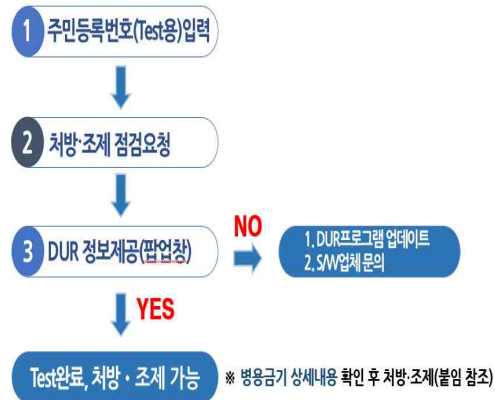 1 주민등록번호(Test용)입력
2 처방·조제 점검요청
3 DUR 정보제공(팝업창)
NO
1. DUR프로그램 업데이트
2. S/W업체 문의
YES
Test완료, 처방·조제 가능 ※ 병용금기 상세내용 확인 후 처방·조제(붙임 참조)